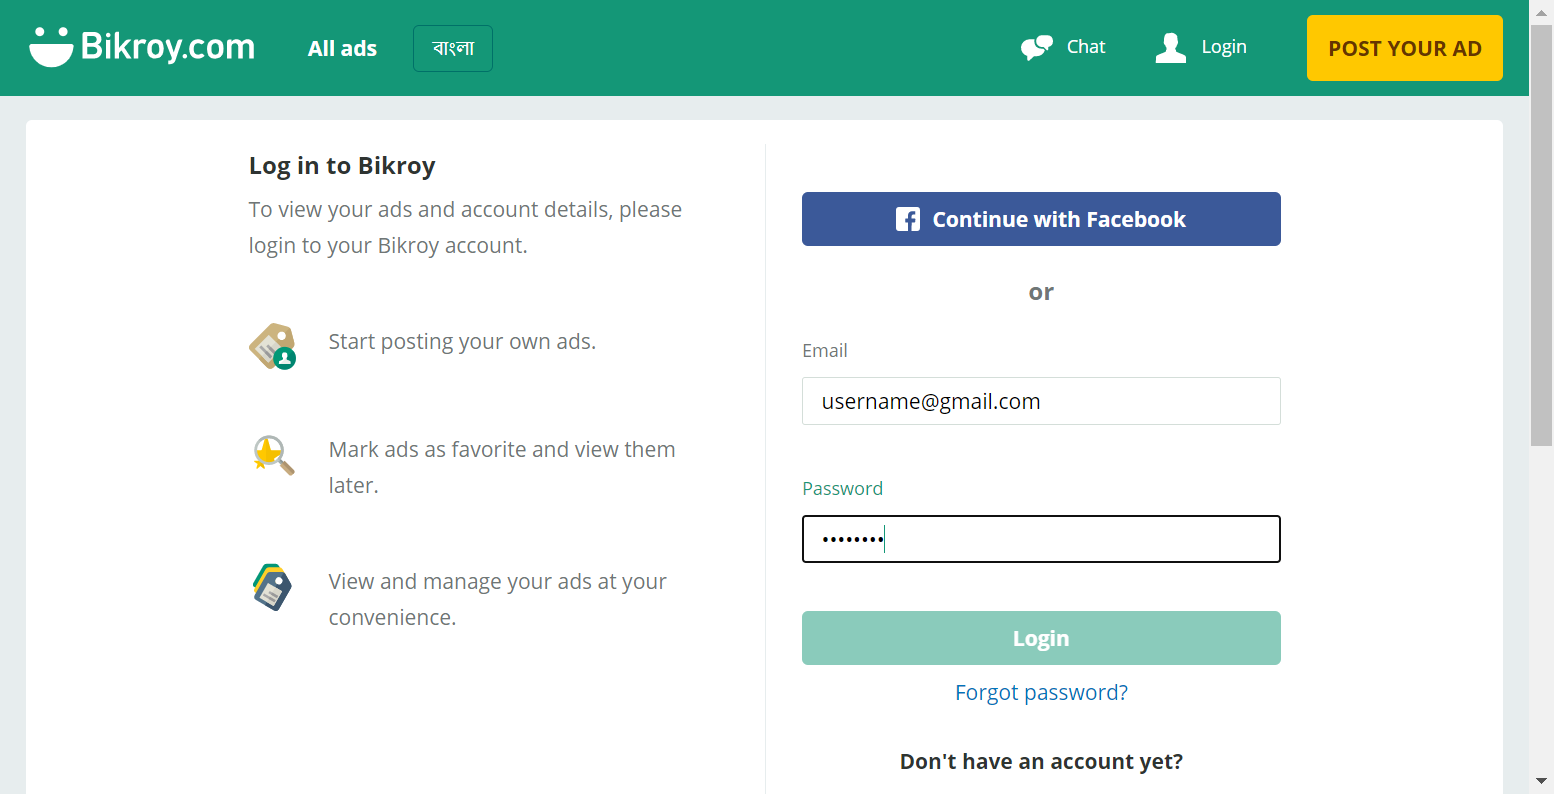 Bikroy.com
All ads
বাংলা
Chat
Login
POST YOUR AD
Log in to Bikroy
To view your ads and account details, please
login to your Bikroy account.
Start posting your own ads.
Mark ads as favorite and view them
later.
View and manage your ads at your
convenience.
Continue with Facebook
or
Email
username@gmail.com
Password
••••••••
Login
Forgot password?
Don't have an account yet?